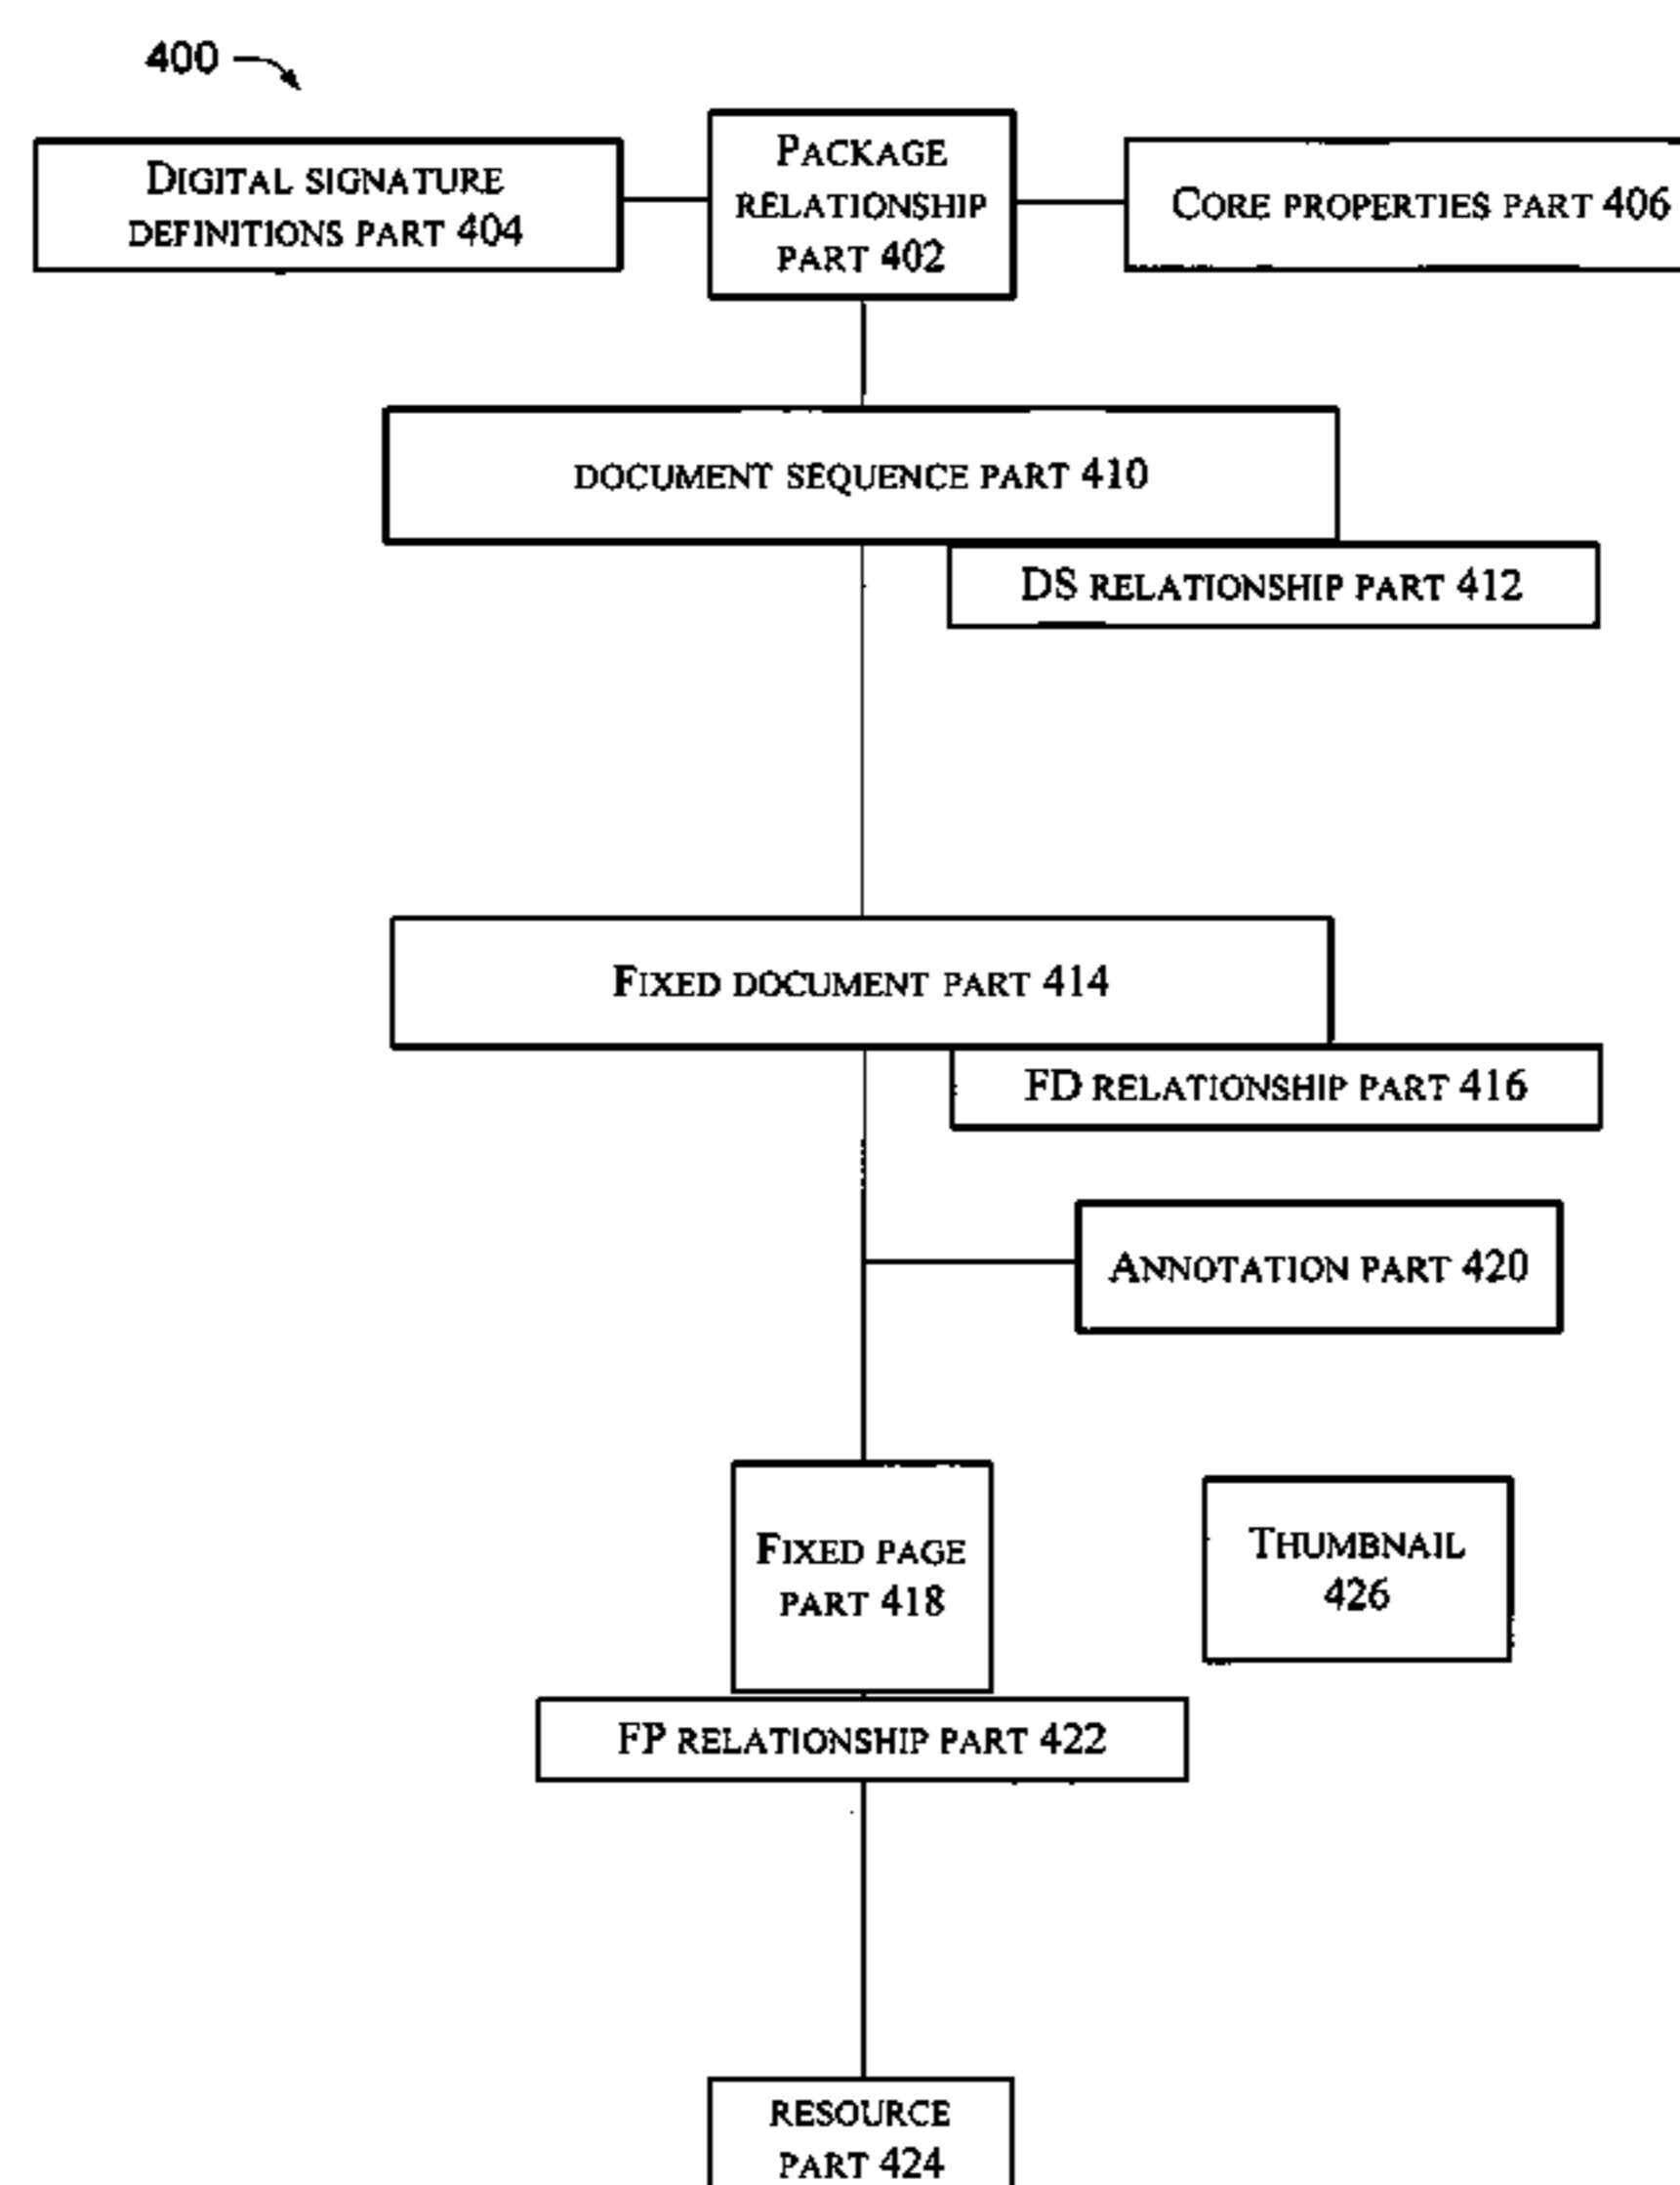 400
DIGITAL SIGNATURE
DEFINITIONS PART 404
PACKAGE
RELATIONSHIP
PART 402
CORE PROPERTIES PART 406
DOCUMENT SEQUENCE PART 410
DS RELATIONSHIP PART 412
FIXED DOCUMENT PART 414
FD RELATIONSHIP PART 416
ANNOTATION PART 420
FIXED PAGE
PART 418
THUMBNAIL
426
FP RELATIONSHIP PART 422
RESOURCE
PART 424